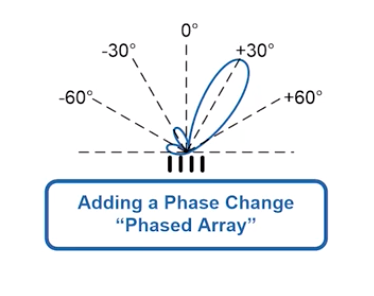 0°
-30°
+30°
-60°
+60°
Adding a Phase Change
“Phased Array”